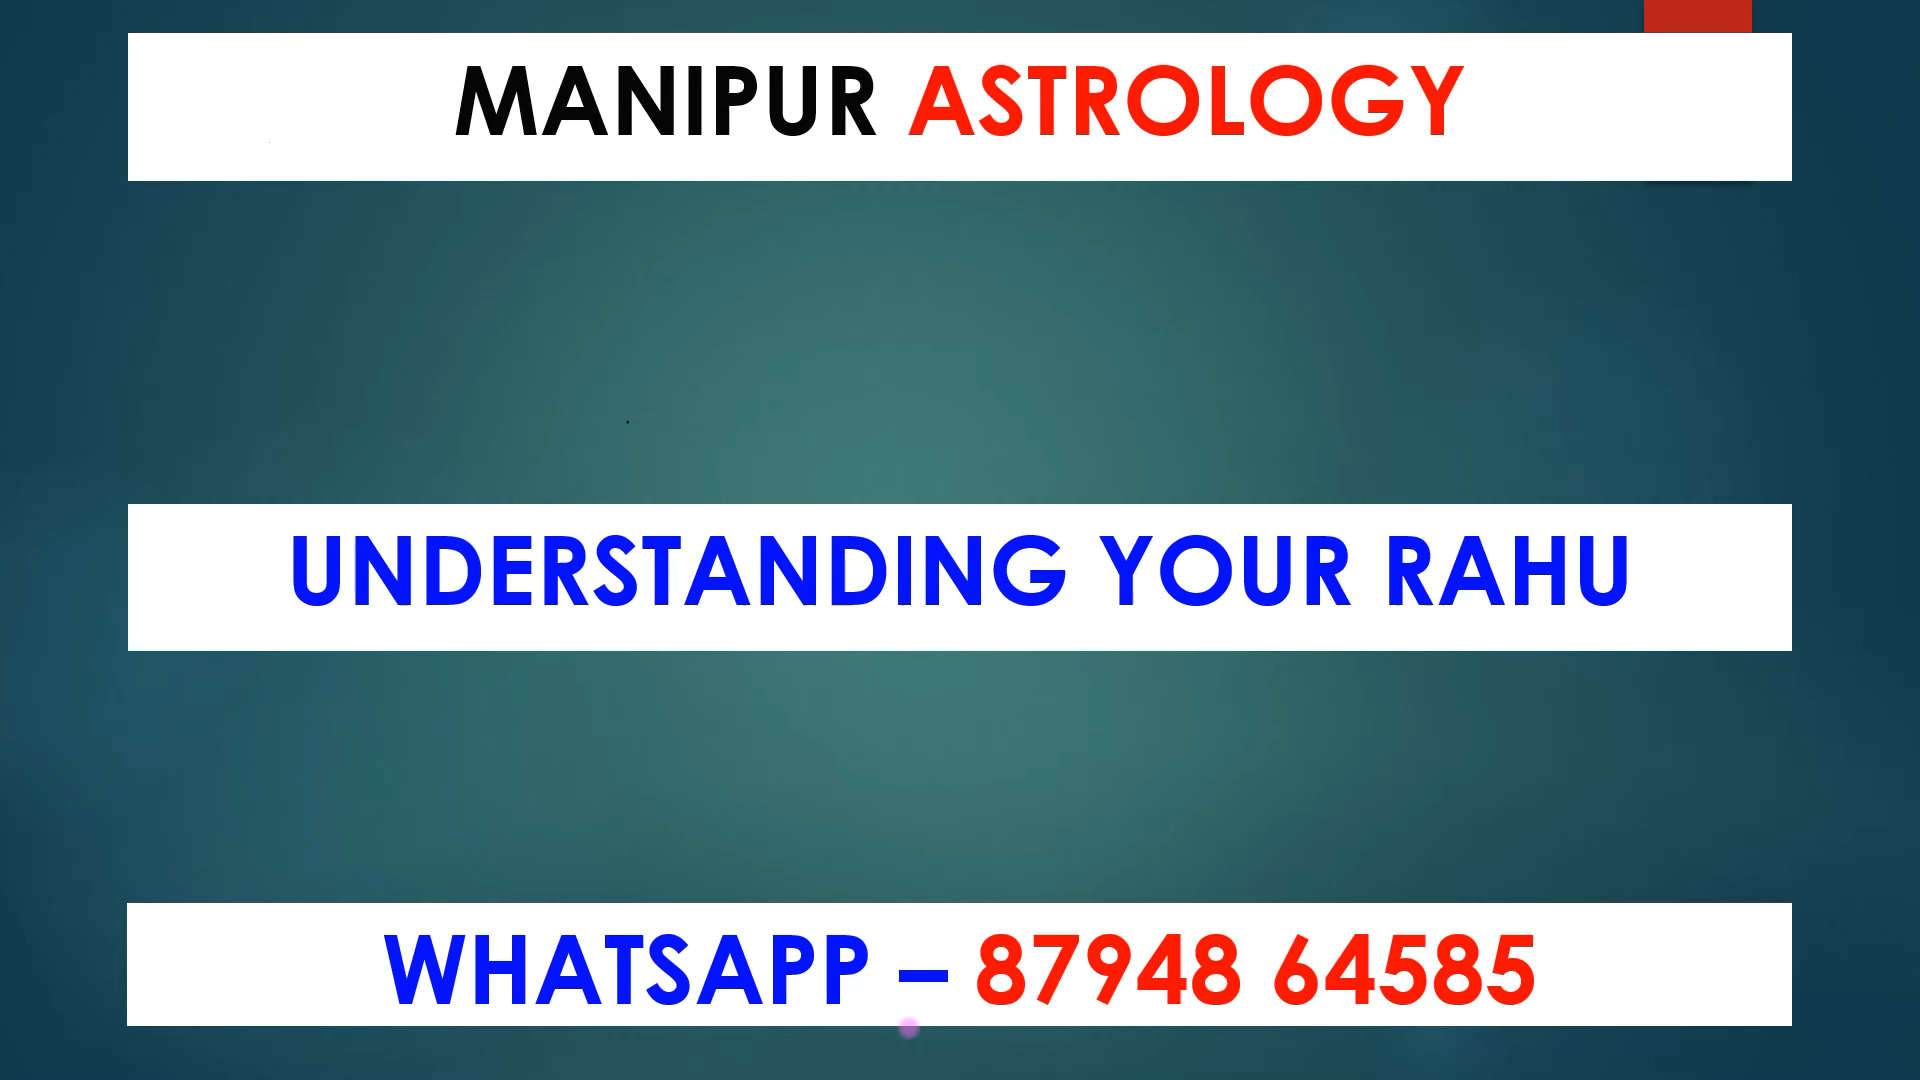 MANIPUR ASTROLOGY
UNDERSTANDING YOUR RAHU
WHATSAPP – 87948 64585